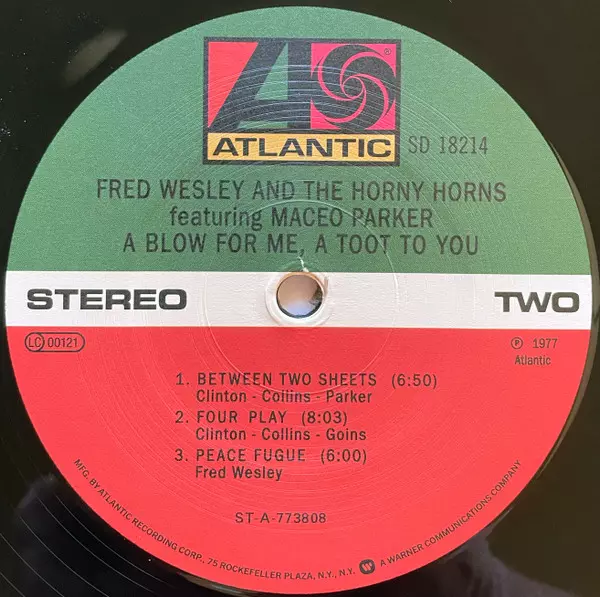 ATLANTIC
SD 18214
FRED WESLEY AND THE HORNY HORNS
featuring MACEO PARKER
A BLOW FOR ME, A TOOT TO YOU
STEREO
TWO
LC 00121
℗ 1977
Atlantic
1. BETWEEN TWO SHEETS (6:50)
Clinton - Collins - Parker
2. FOUR PLAY (8:03)
Clinton - Collins - Goins
3. PEACE FUGUE (6:00)
Fred Wesley
ST-A-773808
MFG. BY ATLANTIC RECORDING CORP., 75 ROCKEFELLER PLAZA, N.Y., N.Y. A WARNER COMMUNICATIONS COMPANY